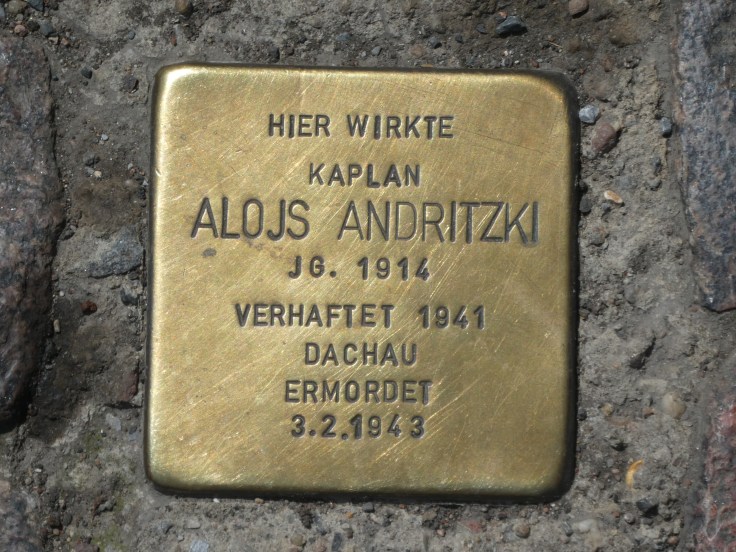 HIER WIRKTE
KAPLAN
ALOJS ANDRITZKI
JG. 1914
VERHAFTET 1941
DACHAU
ERMORDET
3.2.1943